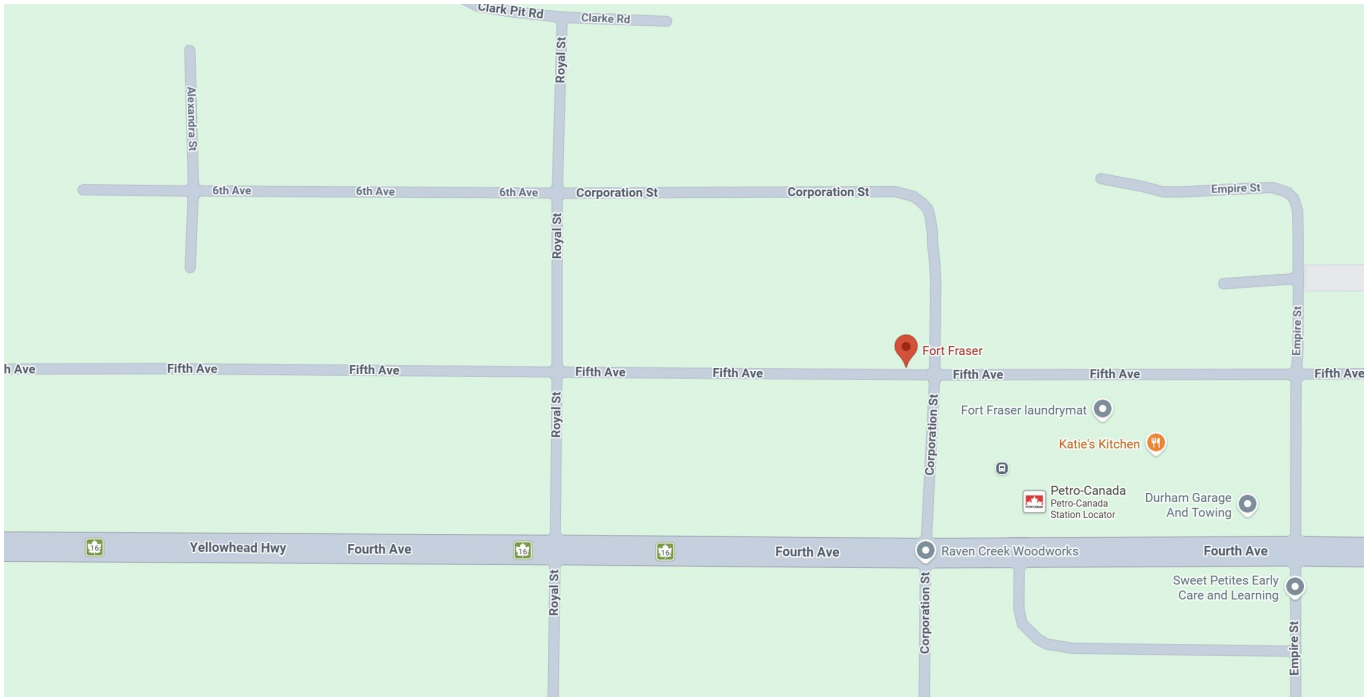 Clark Pit Rd
Clarke Rd
Royal St
Alexandra St
6th Ave
6th Ave
6th Ave
Corporation St
Corporation St
Empire St
Royal St
Empire St
Fort Fraser
h Ave
Fifth Ave
Fifth Ave
Fifth Ave
Fifth Ave
Fifth Ave
Fifth Ave
Fifth Ave
Royal St
Corporation St
Fort Fraser laundrymat
Katie's Kitchen
Petro-Canada
Petro-Canada
Station Locator
Durham Garage
And Towing
16
Yellowhead Hwy
Fourth Ave
16
16
Fourth Ave
Raven Creek Woodworks
Fourth Ave
Royal St
Corporation St
Sweet Petites Early
Care and Learning
Empire St